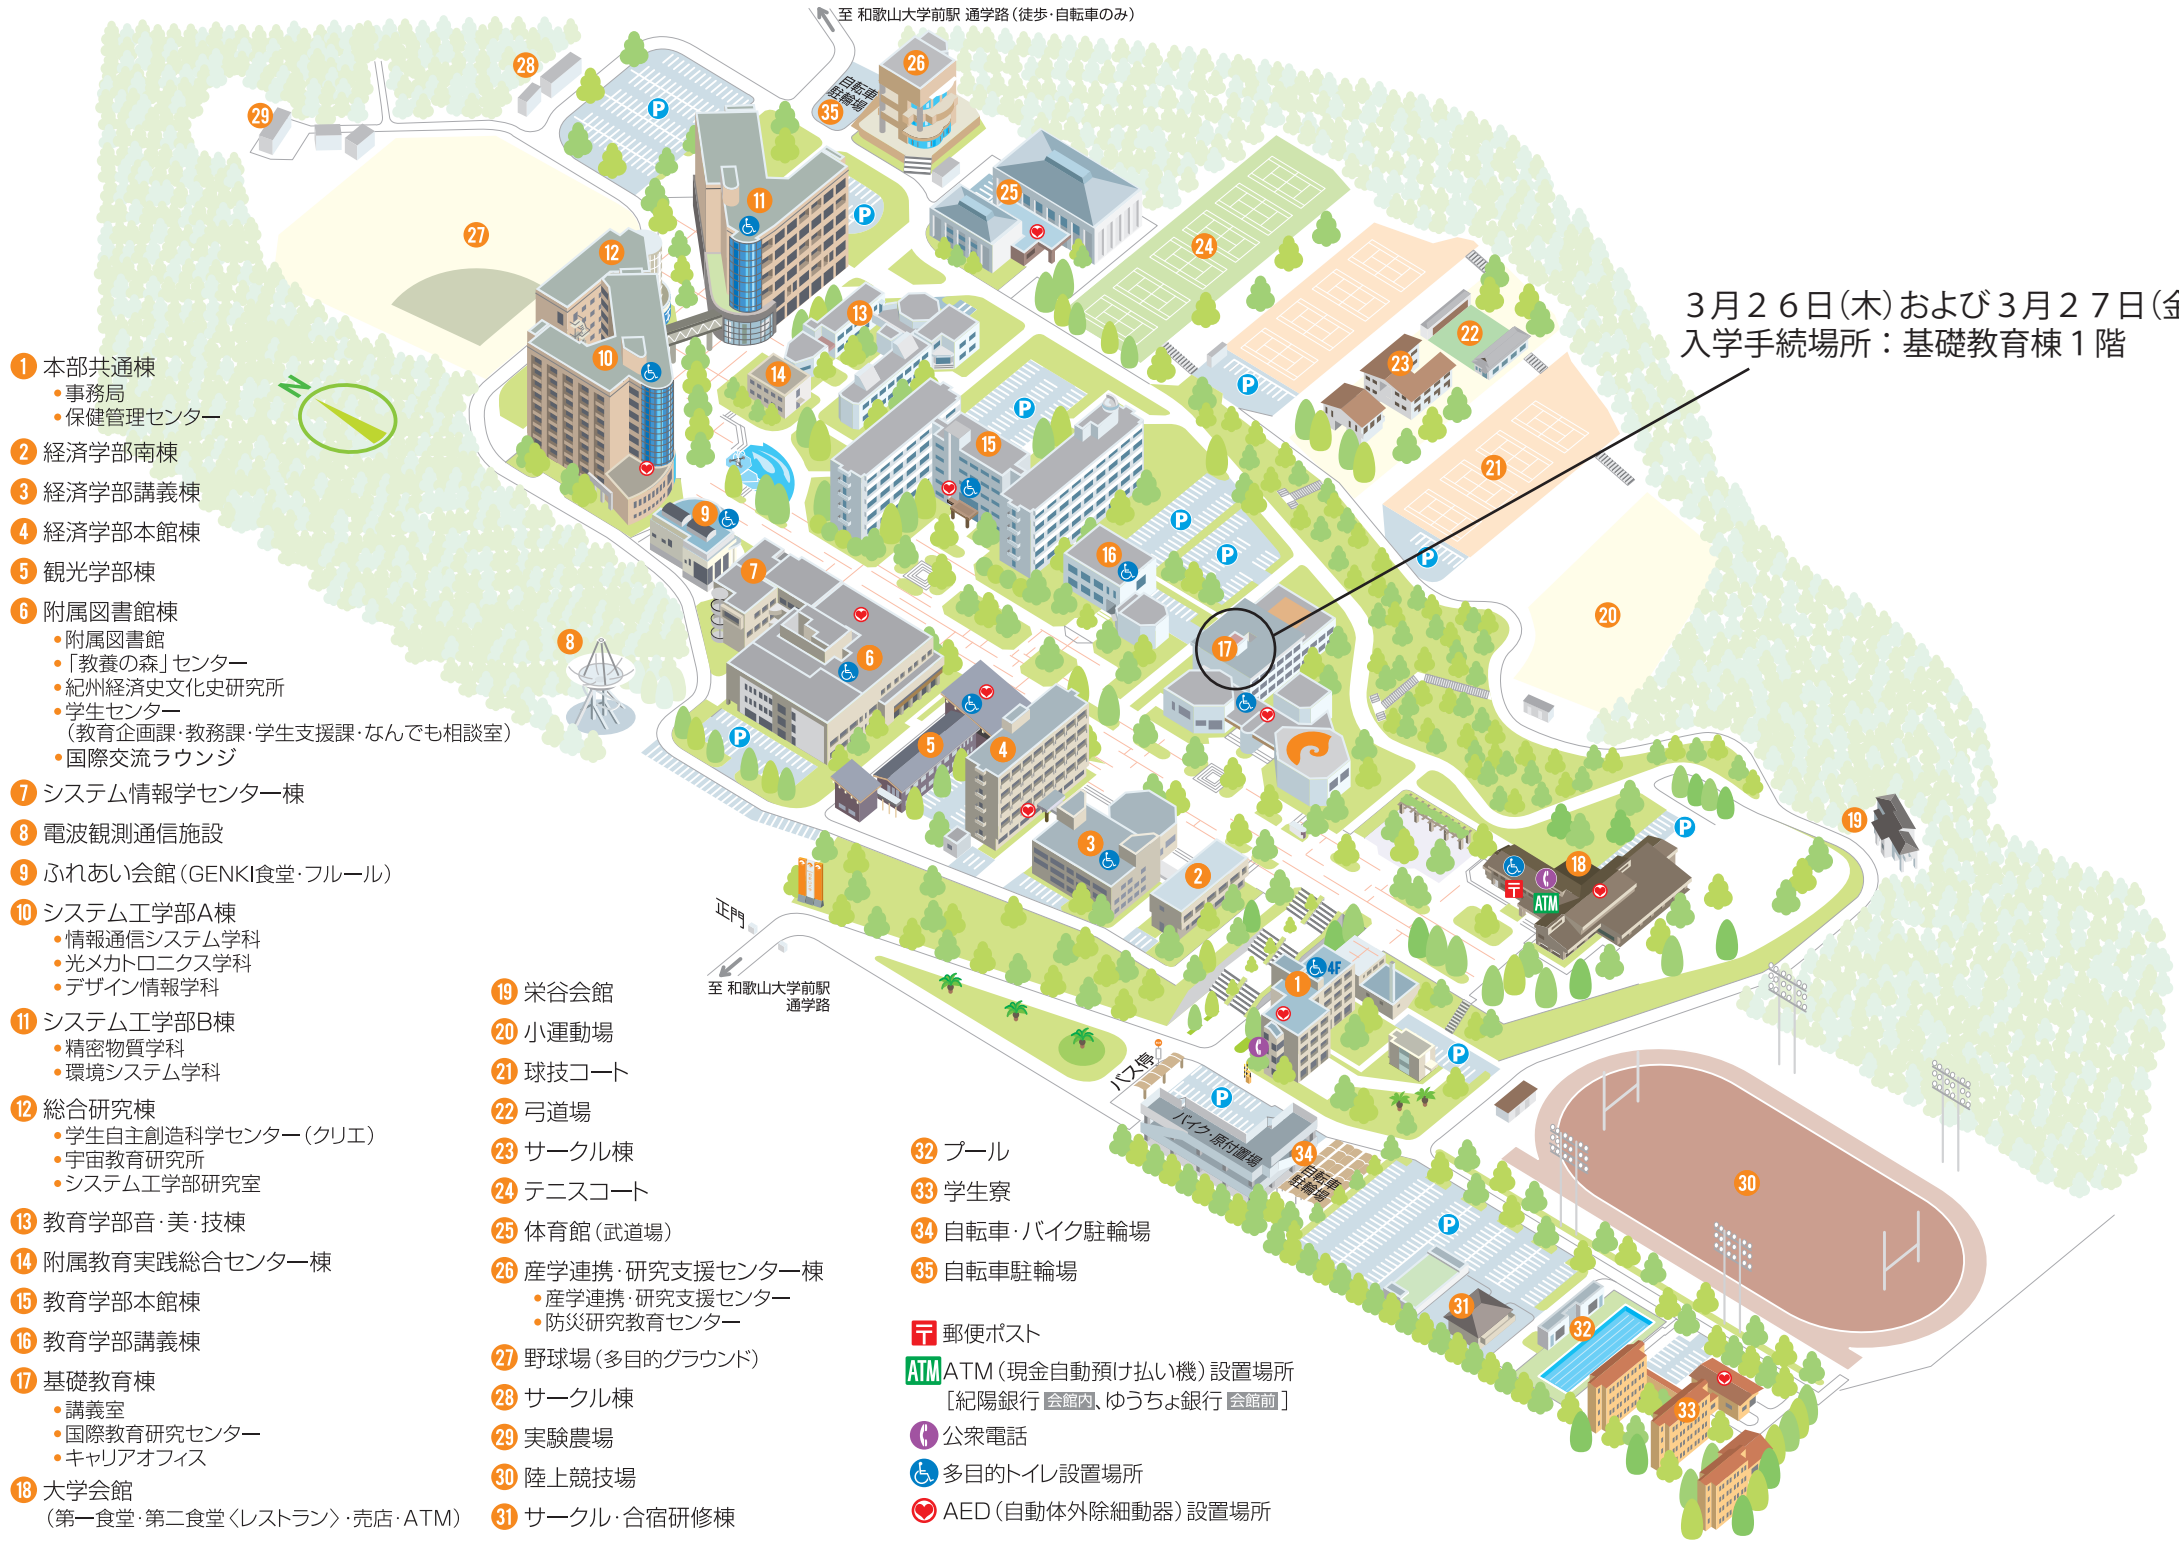 至 和歌山大学前駅 通学路（徒歩・自転車のみ）
３月２６日（木）および３月２７日（金
入学手続場所：基礎教育棟１階
自転車
駐輪場
N
正門
至 和歌山大学前駅
通学路
バス停
バイク・原付置場
自転車
駐輪場
4F
ATM
1 本部共通棟
・事務局
・保健管理センター
2 経済学部南棟
3 経済学部講義棟
4 経済学部本館棟
5 観光学部棟
6 附属図書館棟
・附属図書館
・「教養の森」センター
・紀州経済史文化史研究所
・学生センター
（教育企画課・教務課・学生支援課・なんでも相談室）
・国際交流ラウンジ
7 システム情報学センター棟
8 電波観測通信施設
9 ふれあい会館（GENKI食堂・フルール）
10 システム工学部A棟
・情報通信システム学科
・光メカトロニクス学科
・デザイン情報学科
11 システム工学部B棟
・精密物質学科
・環境システム学科
12 総合研究棟
・学生自主創造科学センター（クリエ）
・宇宙教育研究所
・システム工学部研究室
13 教育学部音・美・技棟
14 附属教育実践総合センター棟
15 教育学部本館棟
16 教育学部講義棟
17 基礎教育棟
・講義室
・国際教育研究センター
・キャリアオフィス
18 大学会館
（第一食堂・第二食堂〈レストラン〉・売店・ATM）
19 栄谷会館
20 小運動場
21 球技コート
22 弓道場
23 サークル棟
24 テニスコート
25 体育館（武道場）
26 産学連携・研究支援センター棟
・産学連携・研究支援センター
・防災研究教育センター
27 野球場（多目的グラウンド）
28 サークル棟
29 実験農場
30 陸上競技場
31 サークル・合宿研修棟
32 プール
33 学生寮
34 自転車・バイク駐輪場
35 自転車駐輪場
〒 郵便ポスト
ATM ATM（現金自動預け払い機）設置場所
［紀陽銀行 会館内、ゆうちょ銀行 会館前］
公衆電話
多目的トイレ設置場所
AED（自動体外除細動器）設置場所